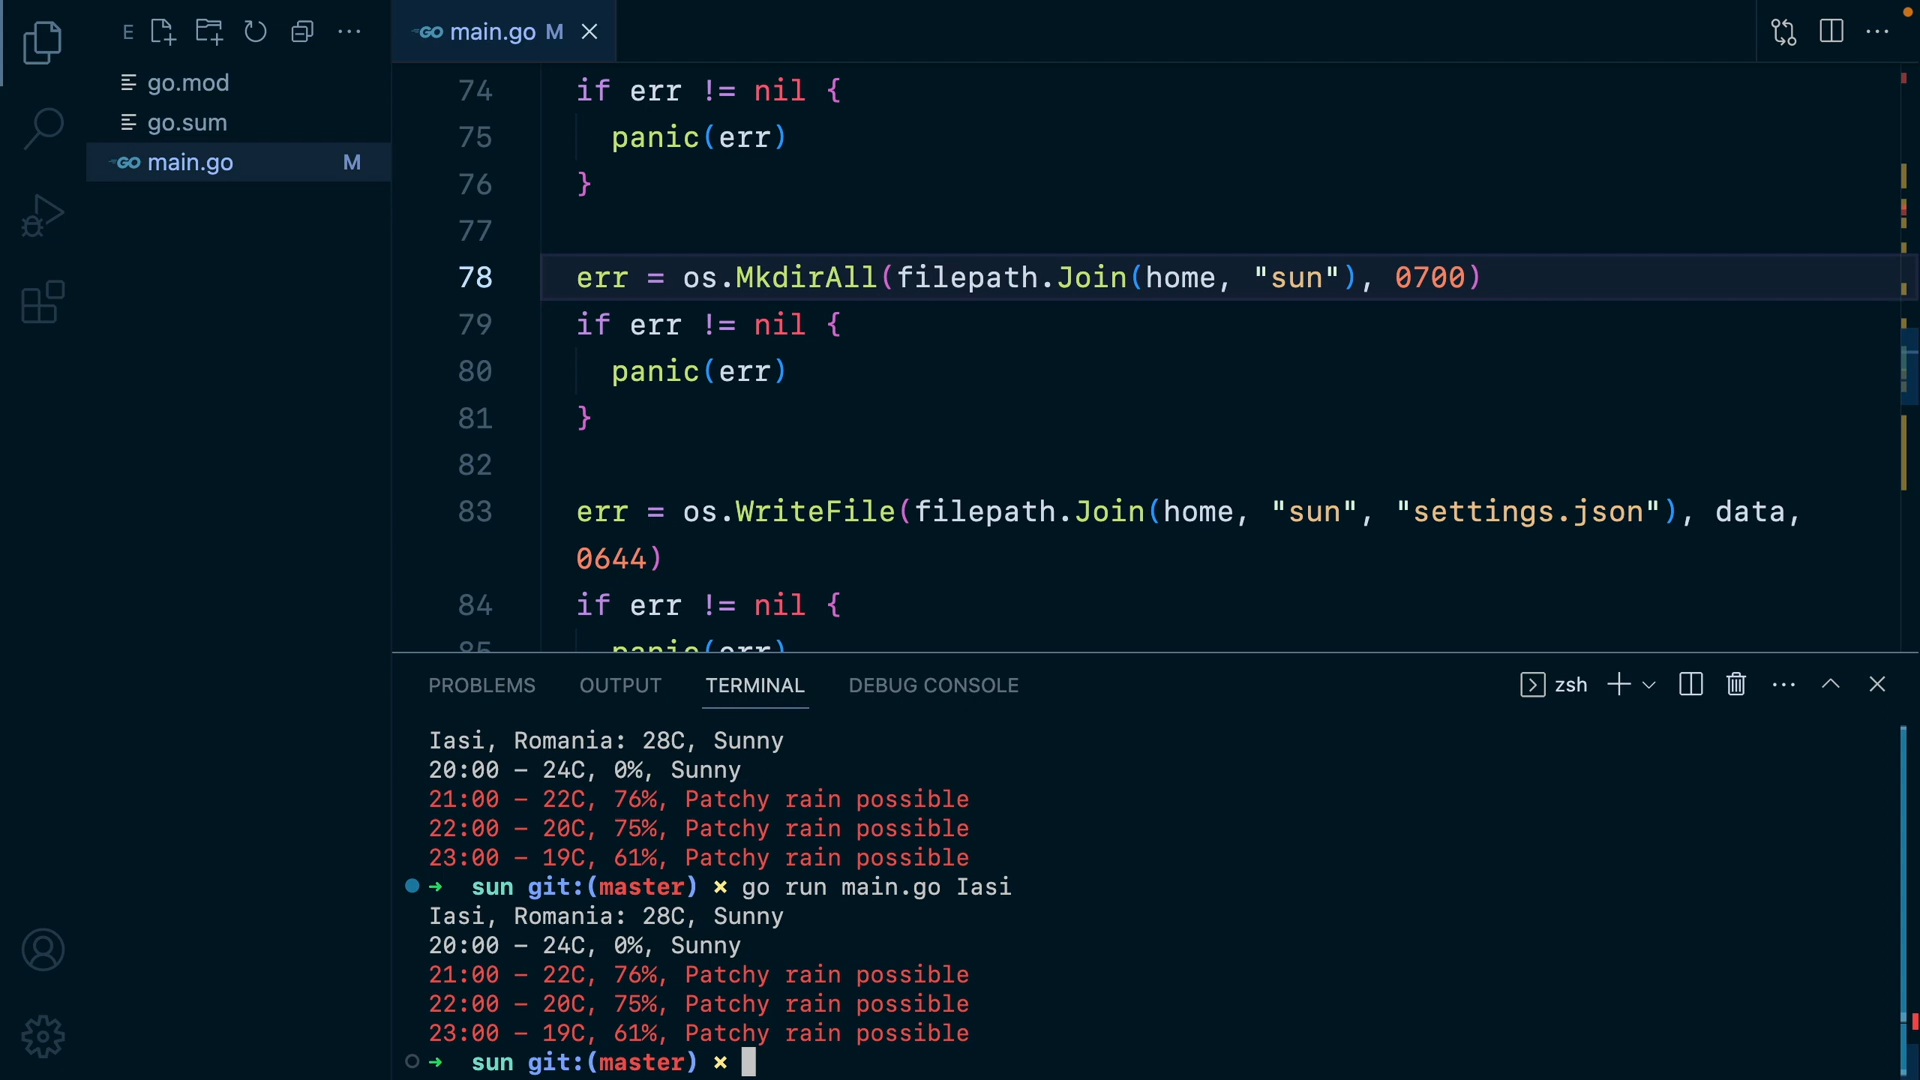 E
GO main.go M
go.mod
go.sum
GO main.go M
74 if err != nil {
75 panic(err)
76 }
77
78 err = os.MkdirAll(filepath.Join(home, "sun"), 0700)
79 if err != nil {
80 panic(err)
81 }
82
83 err = os.WriteFile(filepath.Join(home, "sun", "settings.json"), data,
0644)
84 if err != nil {
85 panic(err)
PROBLEMS OUTPUT TERMINAL DEBUG CONSOLE zsh
Iasi, Romania: 28C, Sunny
20:00 – 24C, 0%, Sunny
21:00 – 22C, 76%, Patchy rain possible
22:00 – 20C, 75%, Patchy rain possible
23:00 – 19C, 61%, Patchy rain possible
➜ sun git:(master) ✗ go run main.go Iasi
Iasi, Romania: 28C, Sunny
20:00 – 24C, 0%, Sunny
21:00 – 22C, 76%, Patchy rain possible
22:00 – 20C, 75%, Patchy rain possible
23:00 – 19C, 61%, Patchy rain possible
➜ sun git:(master) ✗